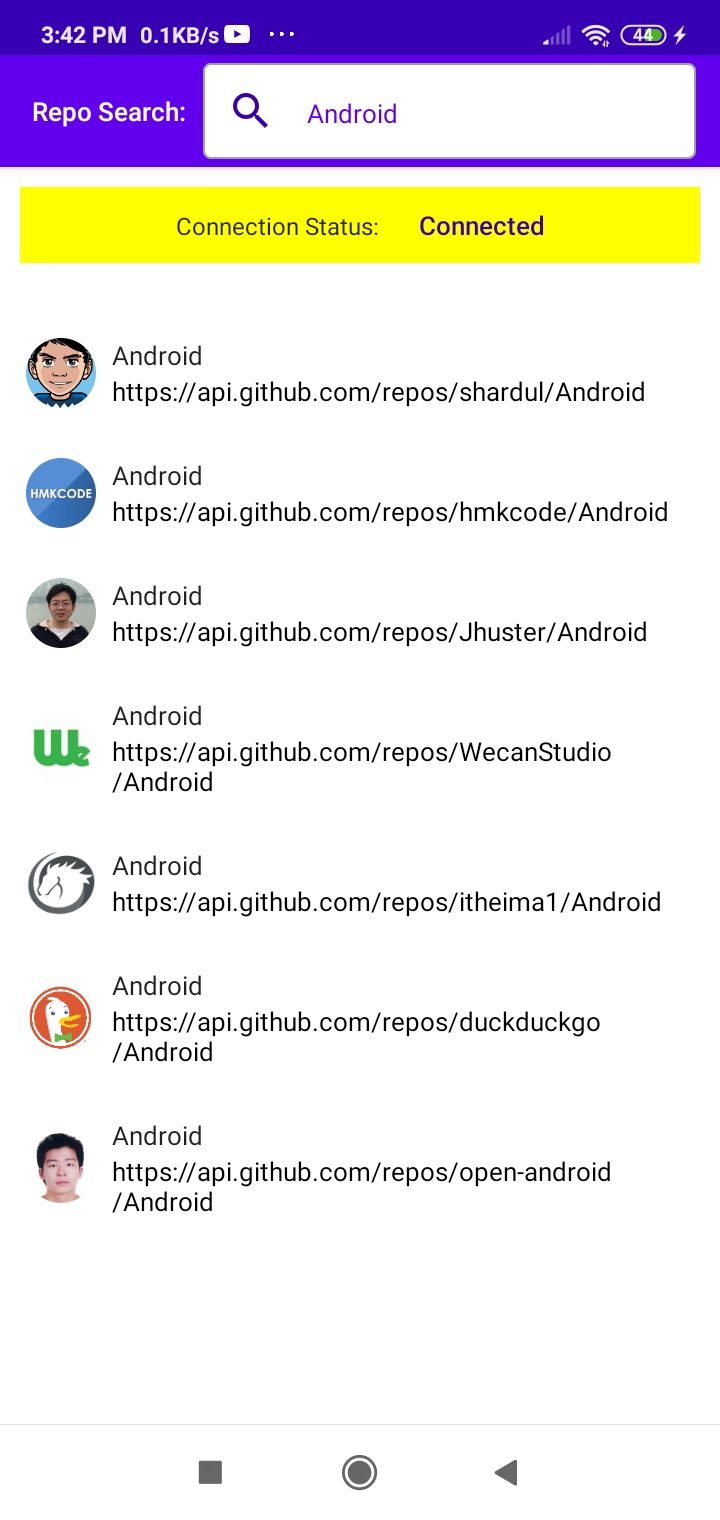 3:42 PM 0.1KB/s ... 44
Repo Search: Android
Connection Status: Connected
Android
https://api.github.com/repos/shardul/Android
HMKCODE
Android
https://api.github.com/repos/hmkcode/Android
Android
https://api.github.com/repos/Jhuster/Android
We
Android
https://api.github.com/repos/WecanStudio
/Android
Android
https://api.github.com/repos/itheima1/Android
Android
https://api.github.com/repos/duckduckgo
/Android
Android
https://api.github.com/repos/open-android
/Android